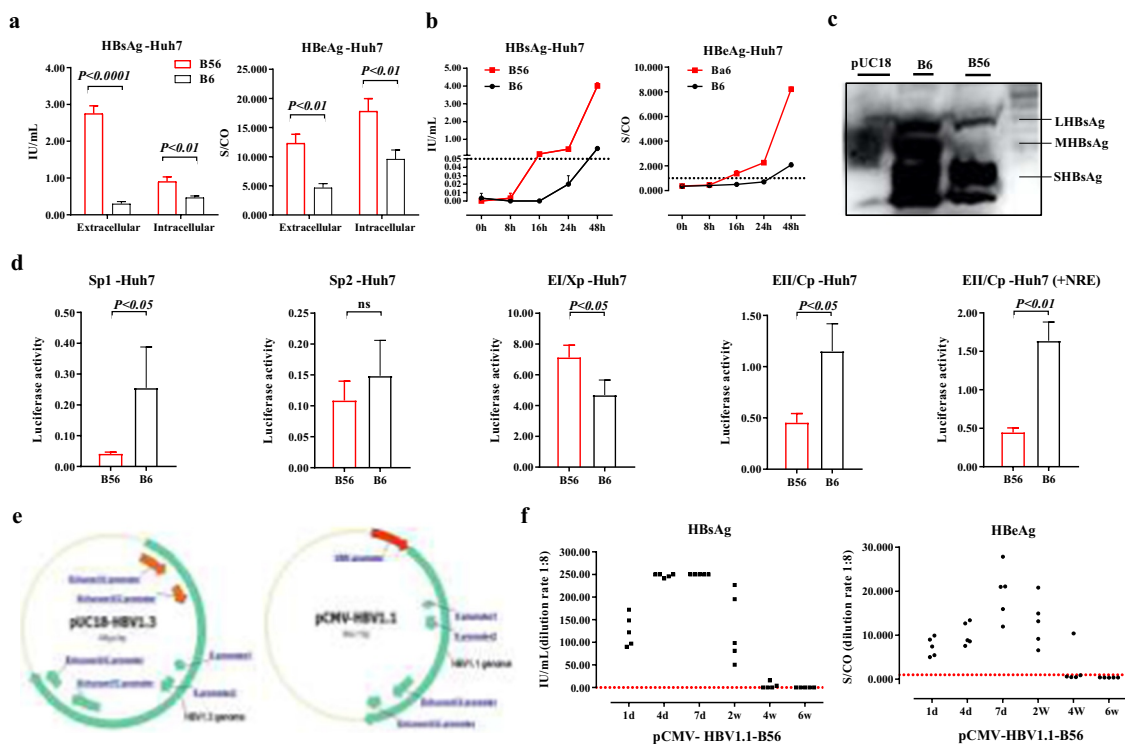 a
HBsAg -Huh7
B56
B6
P<0.0001
P<0.01
IU/mL
3.00
2.00
1.00
0.00
Extracellular
Intracellular
HBeAg -Huh7
P<0.01
P<0.01
S/CO
25.000
20.000
15.000
10.000
5.000
0.000
Extracellular
Intracellular
b
HBsAg-Huh7
B56
B6
IU/mL
5.00
4.00
3.00
2.00
1.00
0.05
0.05
0.04
0.03
0.02
0.01
0.00
0h
8h
16h
24h
48h
HBeAg-Huh7
Ba6
B6
S/CO
10.000
8.000
6.000
4.000
2.000
0.000
0h
8h
16h
24h
48h
c
pUC18
B6
B56
LHBsAg
MHBsAg
SHBsAg
d
Sp1 -Huh7
P<0.05
Luciferase activity
0.50
0.40
0.30
0.20
0.10
0.00
B56
B6
Sp2 -Huh7
ns
Luciferase activity
0.25
0.20
0.15
0.10
0.05
0.00
B56
B6
EI/Xp -Huh7
P<0.05
Luciferase activity
10.00
8.00
6.00
4.00
2.00
0.00
B56
B6
EII/Cp -Huh7
P<0.05
Luciferase activity
1.50
1.00
0.50
0.00
B56
B6
EII/Cp -Huh7 (+NRE)
P<0.01
Luciferase activity
2.00
1.50
1.00
0.50
0.00
B56
B6
e
pUC18-HBV1.3
HBV1.3 genome
pCMV-HBV1.1
HBV1.1 genome
f
HBsAg
IU/mL(dilution rate 1:8)
300.00
250.00
200.00
150.00
100.00
50.00
0.00
1d
4d
7d
2w
4w
6w
pCMV- HBV1.1-B56
HBeAg
S/CO (dilution rate 1:8)
30.000
20.000
10.000
0.000
1d
4d
7d
2W
4W
6w
pCMV-HBV1.1-B56